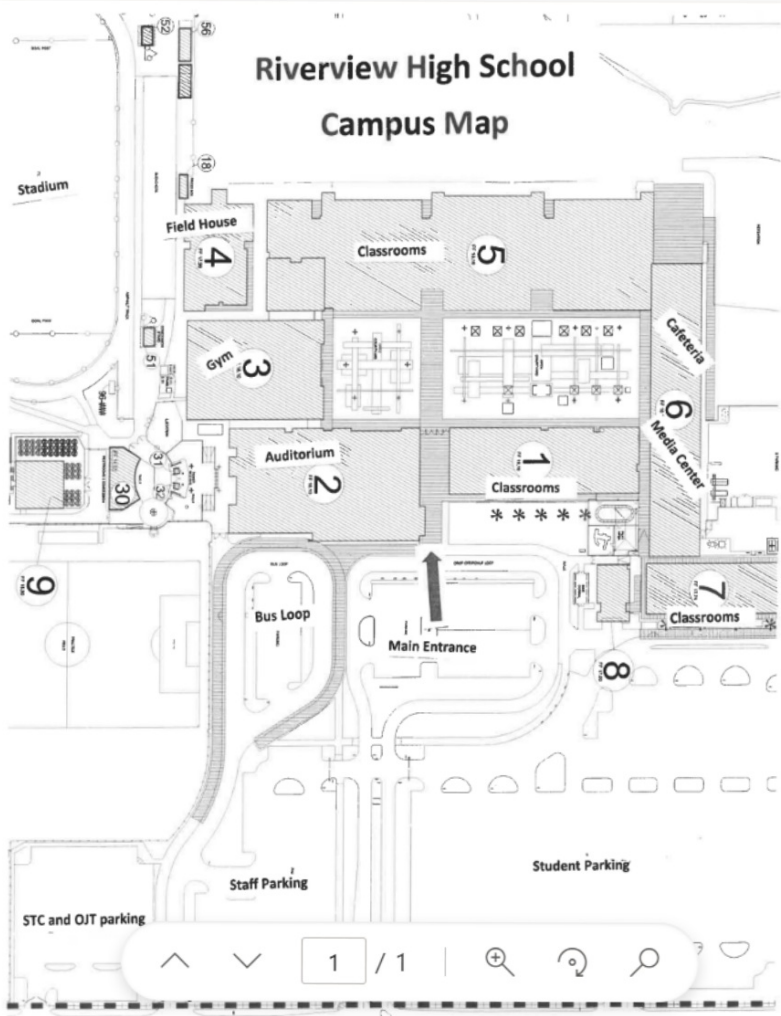 Riverview High School
Campus Map
52
56
18
Stadium
Field House
4
Classrooms
5
Gym
3
51
Cafeteria
6
Media Center
Auditorium
2
1
Classrooms
31
32
30
9
7
Classrooms
8
Bus Loop
Main Entrance
Staff Parking
Student Parking
STC and OJT parking
1 / 1